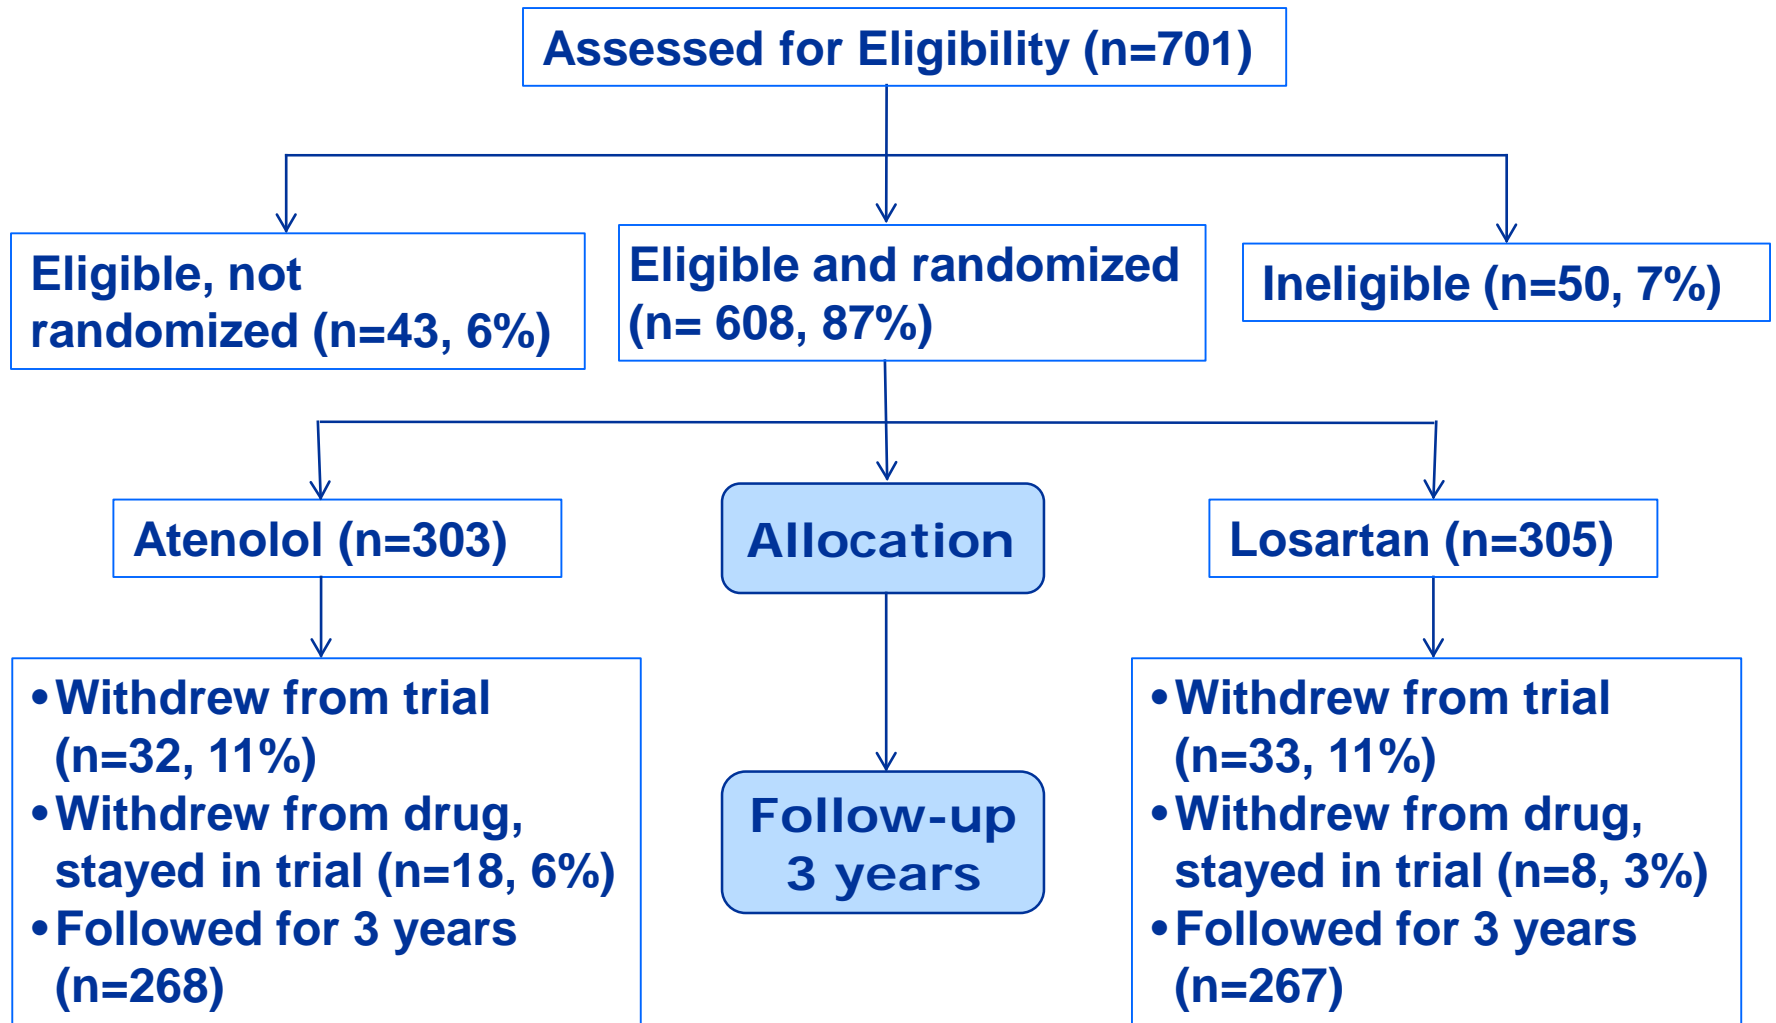 Assessed for Eligibility (n=701)
Eligible, not
randomized (n=43, 6%)
Eligible and randomized
(n= 608, 87%)
Ineligible (n=50, 7%)
Atenolol (n=303)
Allocation
Losartan (n=305)
•Withdrew from trial
(n=32, 11%)
•Withdrew from drug,
stayed in trial (n=18, 6%)
•Followed for 3 years
(n=268)
Follow-up
3 years
•Withdrew from trial
(n=33, 11%)
•Withdrew from drug,
stayed in trial (n=8, 3%)
•Followed for 3 years
(n=267)